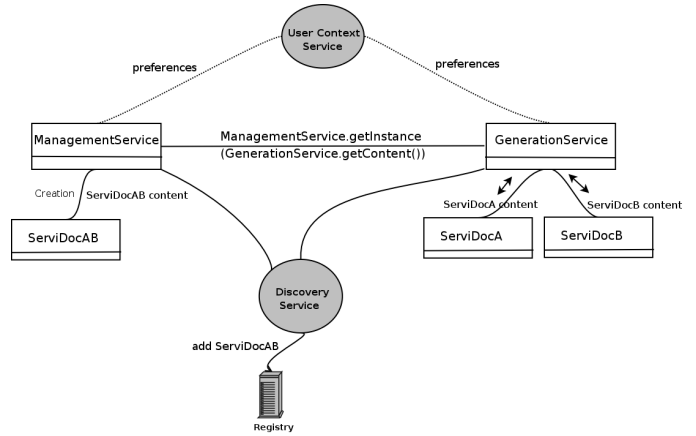 User Context
Service
preferences
preferences
ManagementService
ManagementService.getInstance
(GenerationService.getContent())
GenerationService
Creation
ServiDocAB content
ServiDocA content
ServiDocB content
ServiDocAB
ServiDocA
ServiDocB
Discovery
Service
add ServiDocAB
Registry